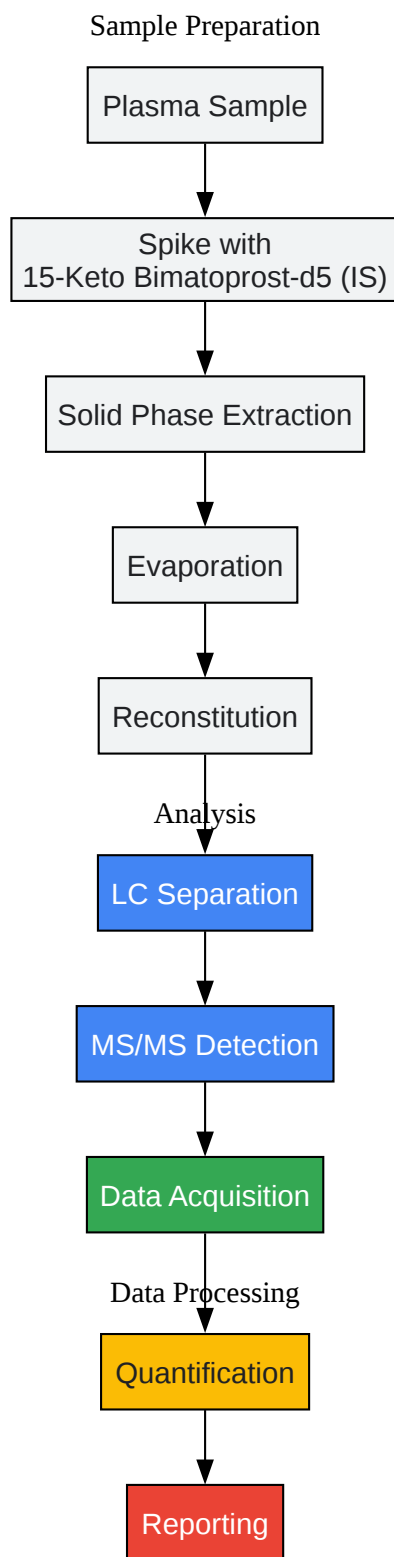 Sample Preparation
Plasma Sample
Spike with
15-Keto Bimatoprost-d5 (IS)
Solid Phase Extraction
Evaporation
Reconstitution
Analysis
LC Separation
MS/MS Detection
Data Acquisition
Data Processing
Quantification
Reporting